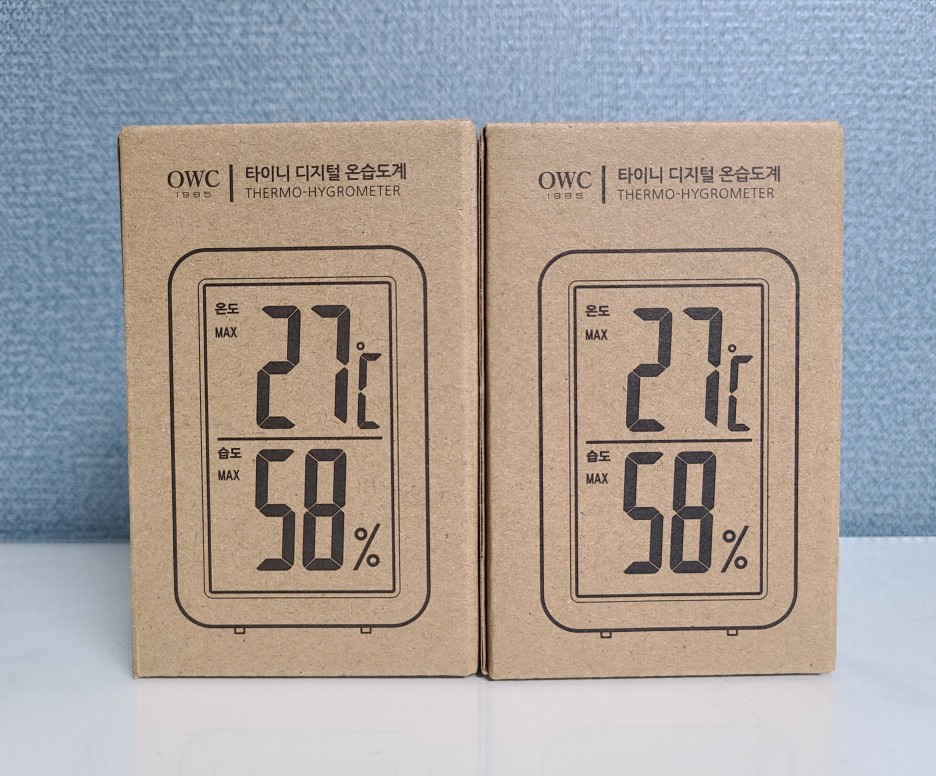 OWC
1985
타이니 디지털 온습도계
THERMO-HYGROMETER
온도
MAX
27℃
습도
MAX
58%
OWC
1985
타이니 디지털 온습도계
THERMO-HYGROMETER
온도
MAX
27℃
습도
MAX
58%